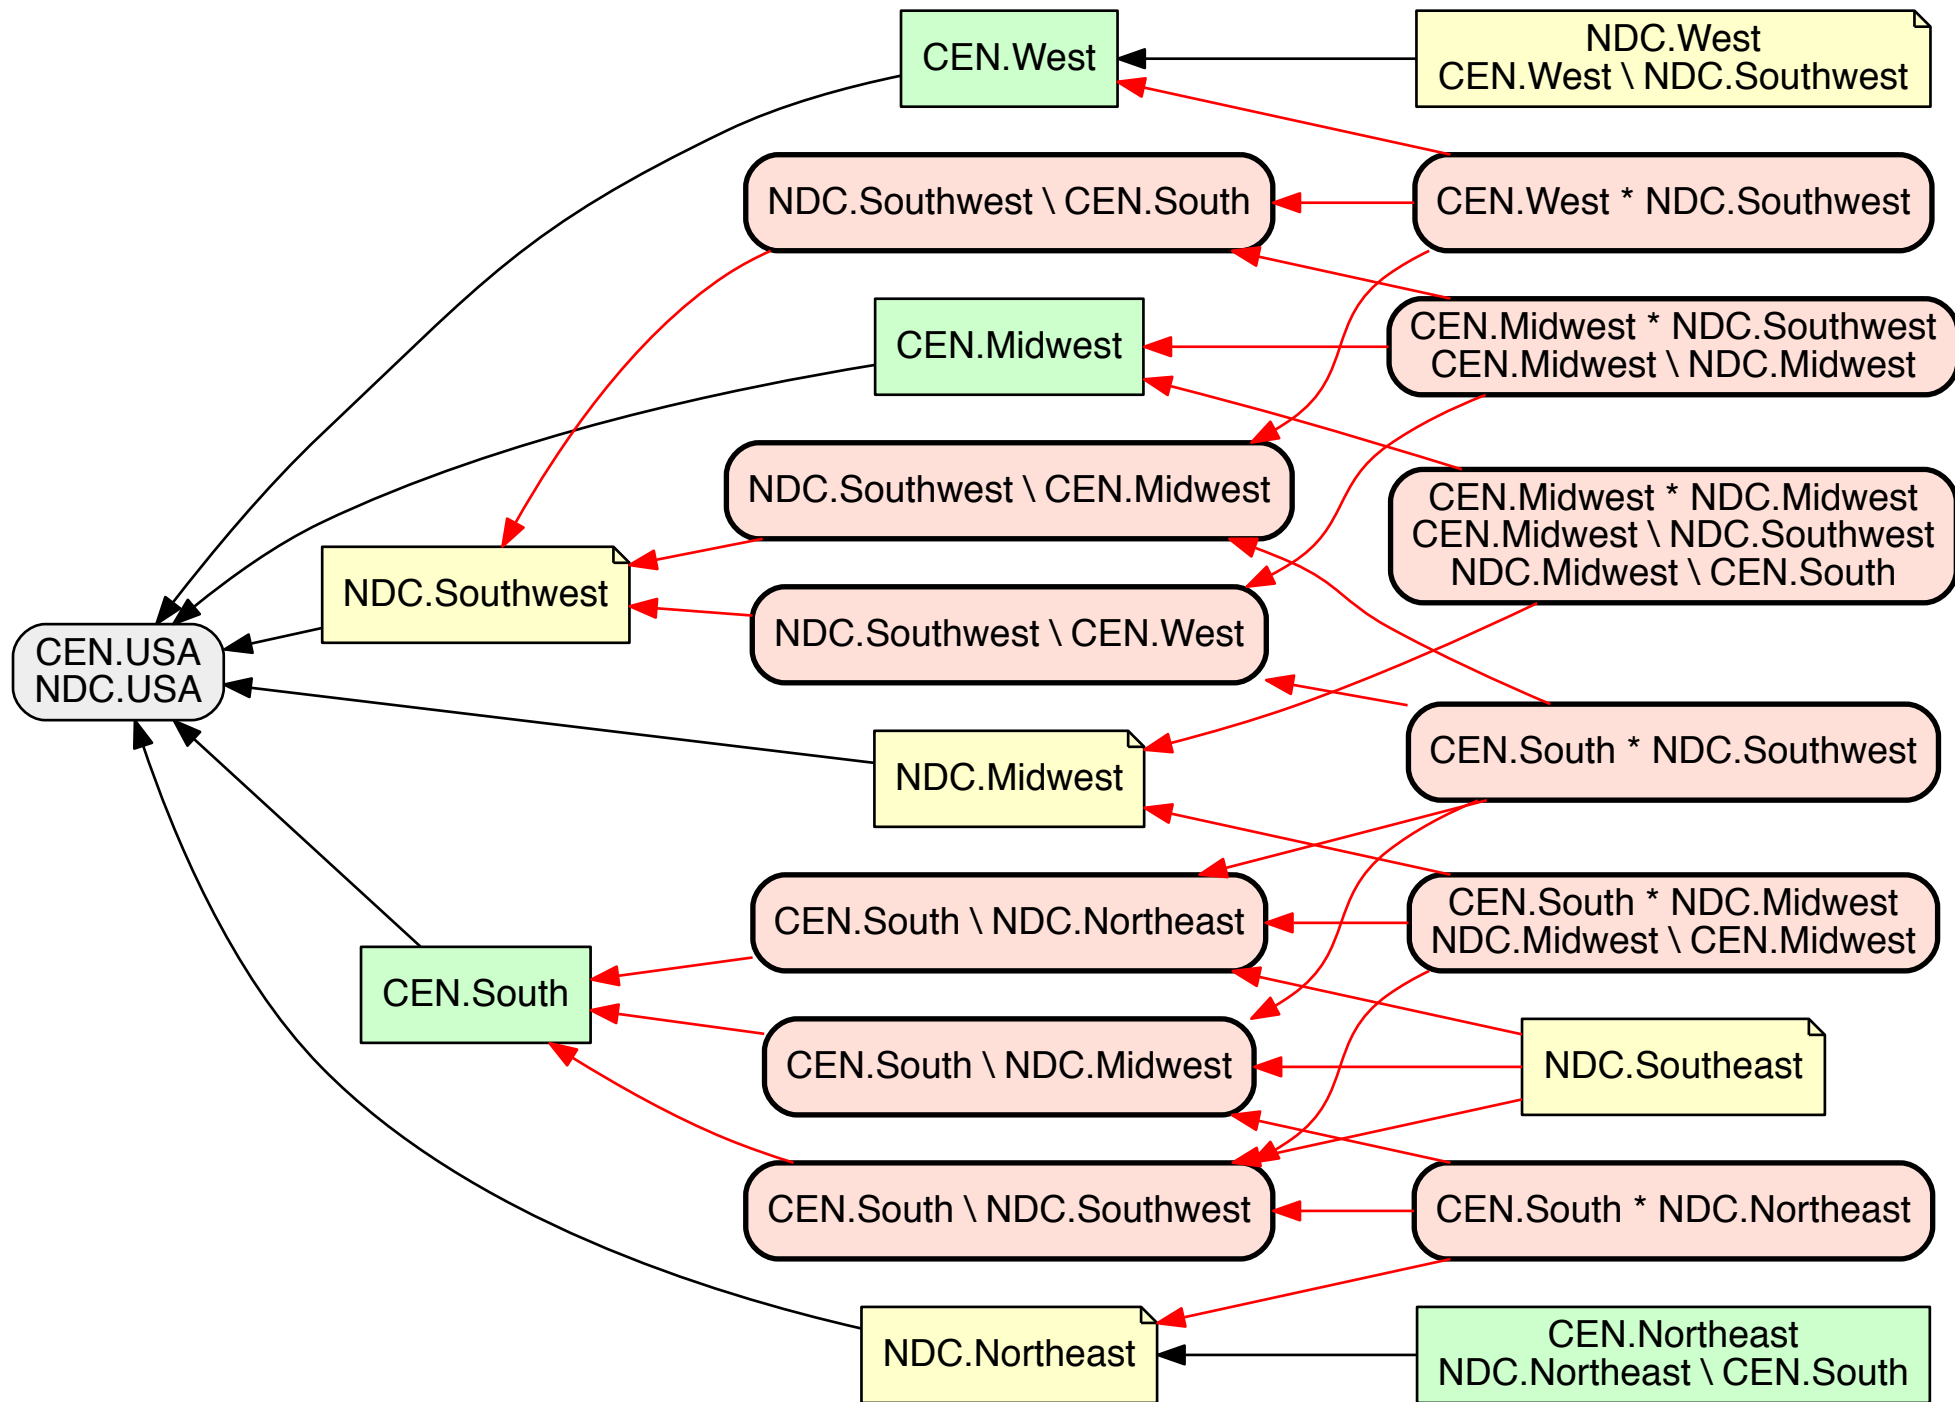 CEN.West
NDC.West
CEN.West \ NDC.Southwest
NDC.Southwest \ CEN.South
CEN.West * NDC.Southwest
CEN.Midwest
CEN.Midwest * NDC.Southwest
CEN.Midwest \ NDC.Midwest
NDC.Southwest \ CEN.Midwest
CEN.Midwest * NDC.Midwest
CEN.Midwest \ NDC.Southwest
NDC.Midwest \ CEN.South
NDC.Southwest
NDC.Southwest \ CEN.West
CEN.USA
NDC.USA
NDC.Midwest
CEN.South * NDC.Southwest
CEN.South \ NDC.Northeast
CEN.South * NDC.Midwest
NDC.Midwest \ CEN.Midwest
CEN.South
CEN.South \ NDC.Midwest
NDC.Southeast
CEN.South \ NDC.Southwest
CEN.South * NDC.Northeast
NDC.Northeast
CEN.Northeast
NDC.Northeast \ CEN.South